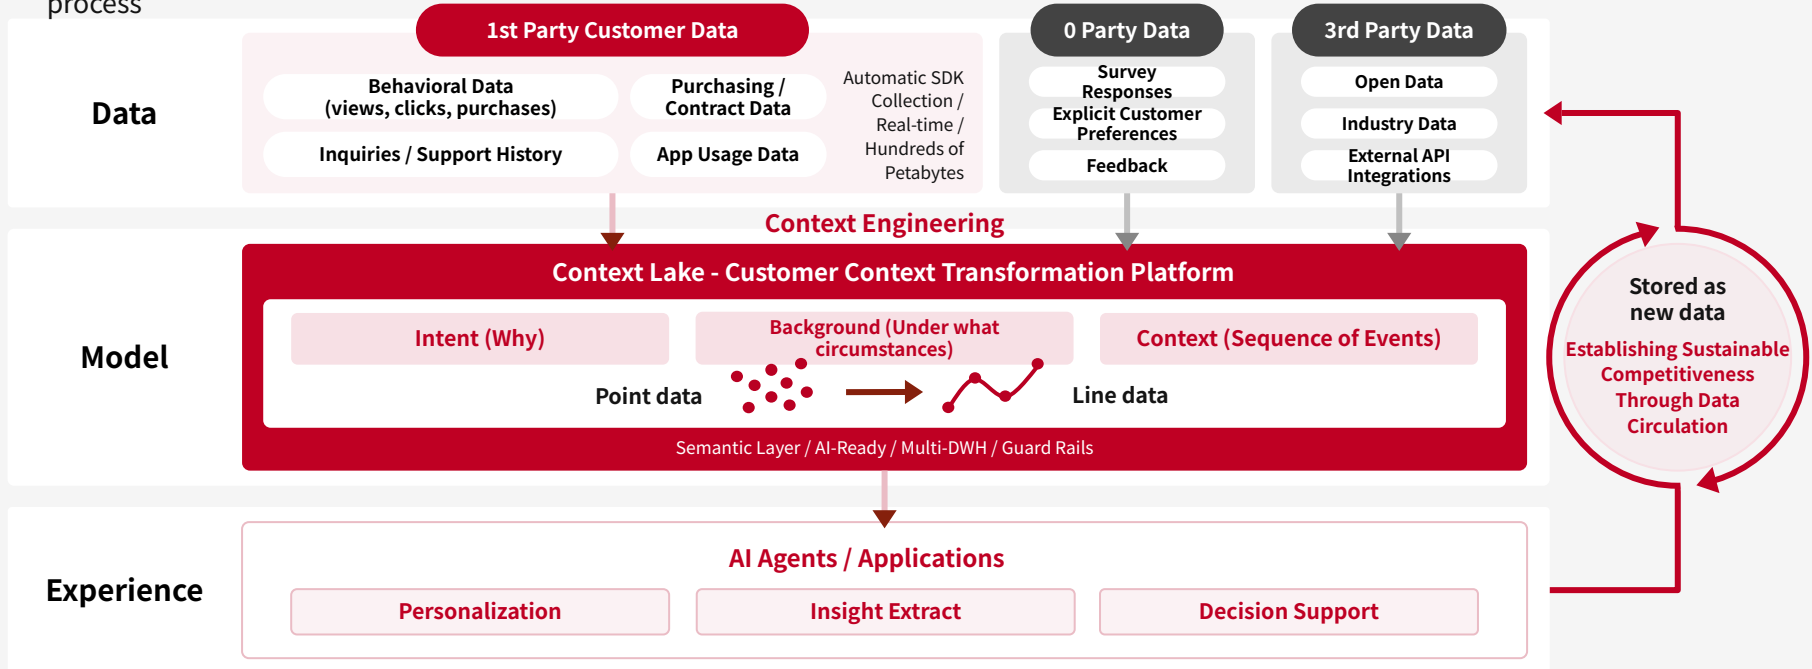 process
1st Party Customer Data
0 Party Data
3rd Party Data
Data
Behavioral Data
(views, clicks, purchases)
Purchasing /
Contract Data
Inquiries / Support History
App Usage Data
Automatic SDK
Collection /
Real-time /
Hundreds of
Petabytes
Survey
Responses
Explicit Customer
Preferences
Feedback
Open Data
Industry Data
External API
Integrations
Context Engineering
Model
Context Lake - Customer Context Transformation Platform
Intent (Why)
Background (Under what
circumstances)
Context (Sequence of Events)
Point data
Line data
Semantic Layer / AI-Ready / Multi-DWH / Guard Rails
Stored as
new data
Establishing Sustainable
Competitiveness
Through Data
Circulation
Experience
AI Agents / Applications
Personalization
Insight Extract
Decision Support